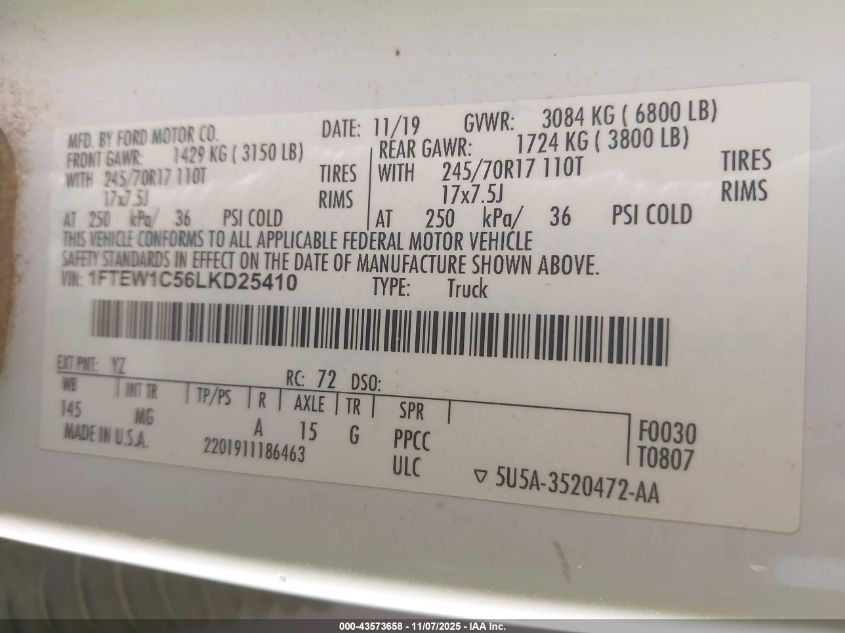 MFD. BY FORD MOTOR CO. DATE: 11/19 GVWR: 3084 KG ( 6800 LB)
FRONT GAWR: 1429 KG ( 3150 LB) REAR GAWR: 1724 KG ( 3800 LB)
WITH 245/70R17 110T TIRES WITH 245/70R17 110T TIRES
17x7.5J RIMS 17x7.5J RIMS
AT 250 kPa/ 36 PSI COLD AT 250 kPa/ 36 PSI COLD
THIS VEHICLE CONFORMS TO ALL APPLICABLE FEDERAL MOTOR VEHICLE
SAFETY STANDARDS IN EFFECT ON THE DATE OF MANUFACTURE SHOWN ABOVE.
VIN: 1FTEW1C56LKD25410 TYPE: Truck
EXT PNT: YZ RC: 72 DSO:
WB INT TR TP/PS R AXLE TR SPR
145 MG A 15 G PPCC F0030
MADE IN U.S.A. 2201911186463 ULC T0807
▽ 5U5A-3520472-AA
000-43573658 - 11/07/2025 - IAA Inc.